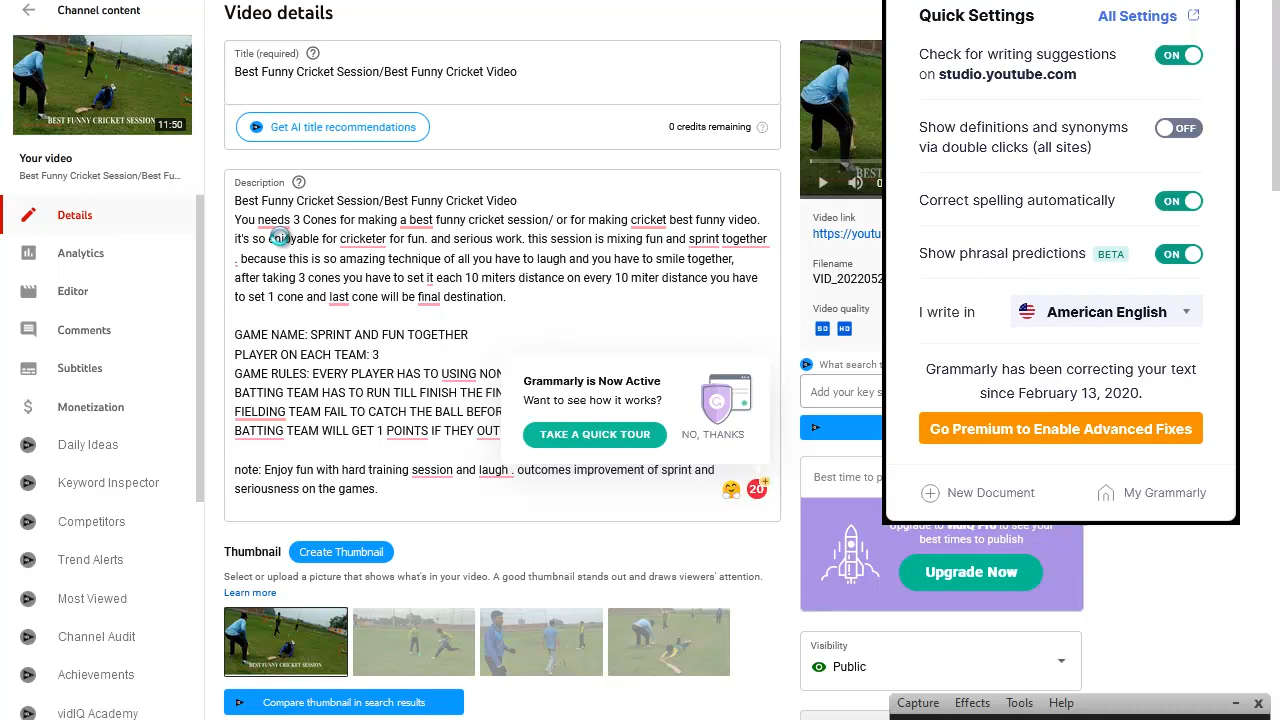 Channel content
BEST FUNNY CRICKET SESSION
11:50
Your video
Best Funny Cricket Session/Best Fu...
Details
Analytics
Editor
Comments
Subtitles
Monetization
Daily Ideas
Keyword Inspector
Competitors
Trend Alerts
Most Viewed
Channel Audit
Achievements
vidIQ Academy
Video details
Title (required)
Best Funny Cricket Session/Best Funny Cricket Video
Get AI title recommendations
0 credits remaining
Description
Best Funny Cricket Session/Best Funny Cricket Video
You needs 3 Cones for making a best funny cricket session/ or for making cricket best funny video.
it's so enjoyable for cricketer for fun. and serious work. this session is mixing fun and sprint together
. because this is so amazing technique of all you have to laugh and you have to smile together,
after taking 3 cones you have to set it each 10 miters distance on every 10 miter distance you have
to set 1 cone and last cone will be final destination.
GAME NAME: SPRINT AND FUN TOGETHER
PLAYER ON EACH TEAM: 3
GAME RULES: EVERY PLAYER HAS TO USING NON
BATTING TEAM HAS TO RUN TILL FINISH THE FIN
FIELDING TEAM FAIL TO CATCH THE BALL BEFOR
BATTING TEAM WILL GET 1 POINTS IF THEY OUT
note: Enjoy fun with hard training session and laugh . outcomes improvement of sprint and
seriousness on the games.
20
Grammarly is Now Active
Want to see how it works?
TAKE A QUICK TOUR
NO, THANKS
Thumbnail
Create Thumbnail
Select or upload a picture that shows what's in your video. A good thumbnail stands out and draws viewers' attention.
Learn more
BEST FUNNY CRICKET SESSION
Compare thumbnail in search results
BEST
0
Video link
https://youtu
Filename
VID_2022052
Video quality
SD
HD
What search t
Add your key s
Best time to p
Upgrade to vidIQ Pro to see your
best times to publish
Upgrade Now
Visibility
Public
Quick Settings
All Settings
Check for writing suggestions
on studio.youtube.com
ON
Show definitions and synonyms
via double clicks (all sites)
OFF
Correct spelling automatically
ON
Show phrasal predictions BETA
ON
I write in
American English
Grammarly has been correcting your text
since February 13, 2020.
Go Premium to Enable Advanced Fixes
New Document
My Grammarly
Capture
Effects
Tools
Help